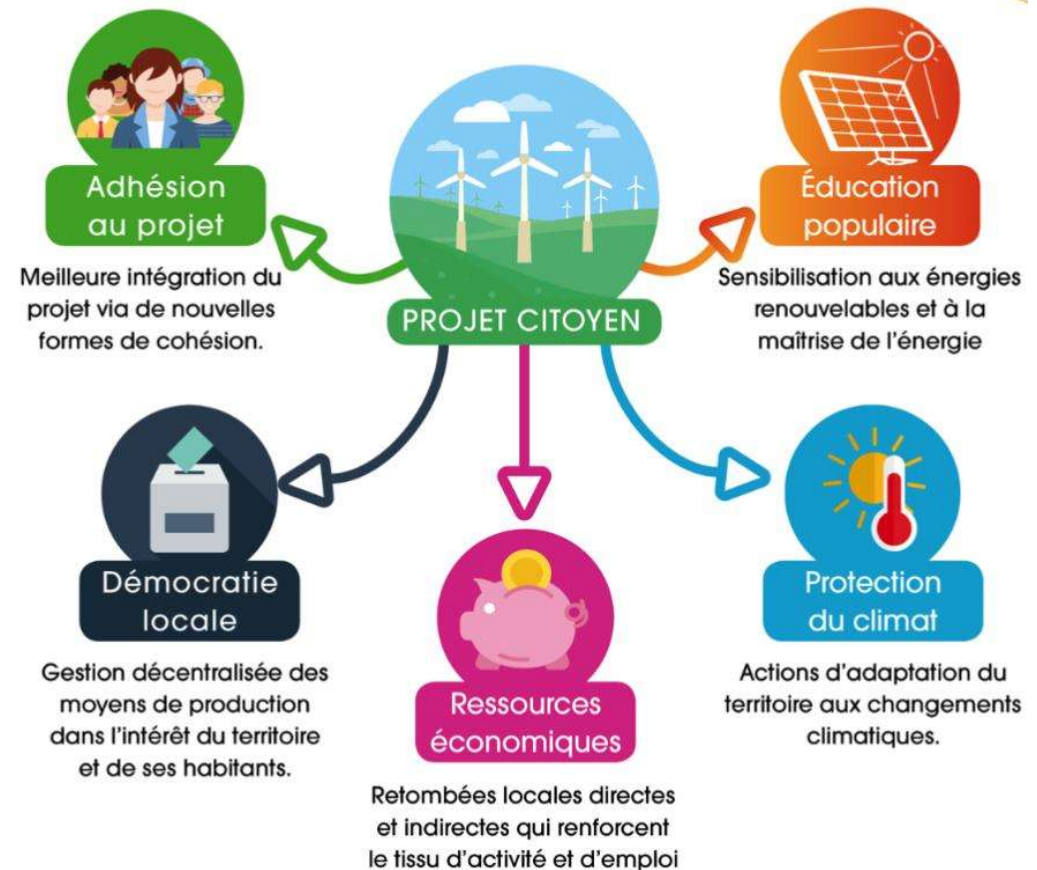 Adhésion
au projet
Meilleure intégration du
projet via de nouvelles
formes de cohésion.
PROJET CITOYEN
Éducation
populaire
Sensibilisation aux énergies
renouvelables et à la
maîtrise de l'énergie
Démocratie
locale
Gestion décentralisée des
moyens de production
dans l'intérêt du territoire
et de ses habitants.
Ressources
économiques
Retombées locales directes
et indirectes qui renforcent
le tissu d'activité et d'emploi
Protection
du climat
Actions d'adaptation du
territoire aux changements
climatiques.